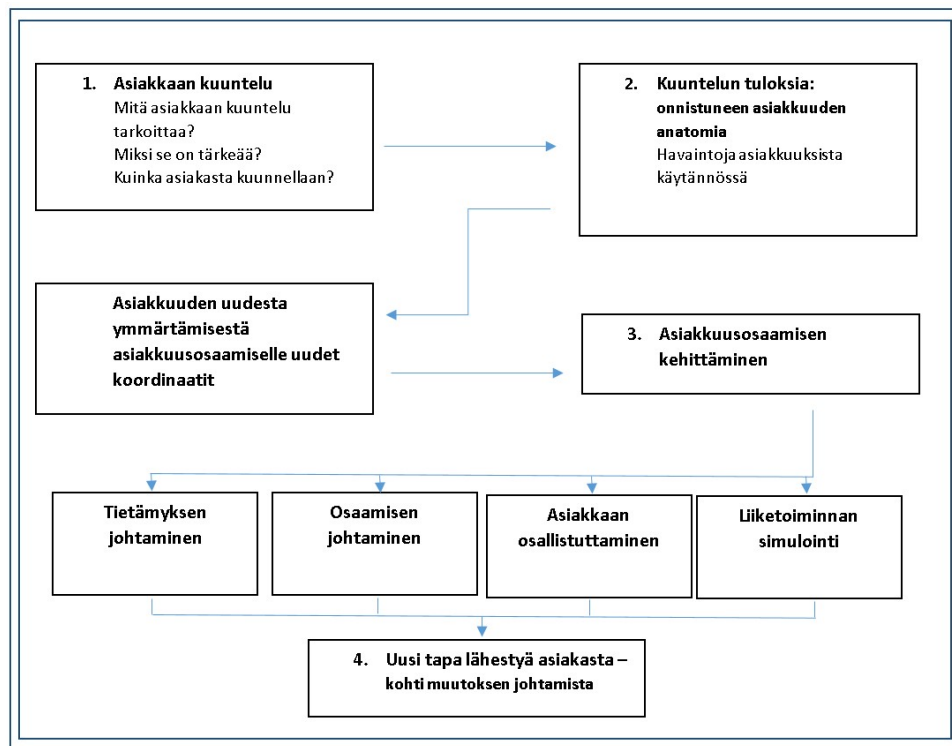 1. Asiakkaan kuuntelu
Mitä asiakkaan kuuntelu
tarkoittaa?
Miksi se on tärkeää?
Kuinka asiakasta kuunnellaan?
2. Kuuntelun tuloksia:
onnistuneen asiakkuuden
anatomia
Havaintoja asiakkuuksista
käytännössä
Asiakkuuden uudesta
ymmärtämisestä
asiakkuusosaamiselle uudet
koordinaatit
3. Asiakkuusosaamisen
kehittäminen
Tietämyksen
johtaminen
Osaamisen
johtaminen
Asiakkaan
osallistuttaminen
Liiketoiminnan
simulointi
4. Uusi tapa lähestyä asiakasta –
kohti muutoksen johtamista